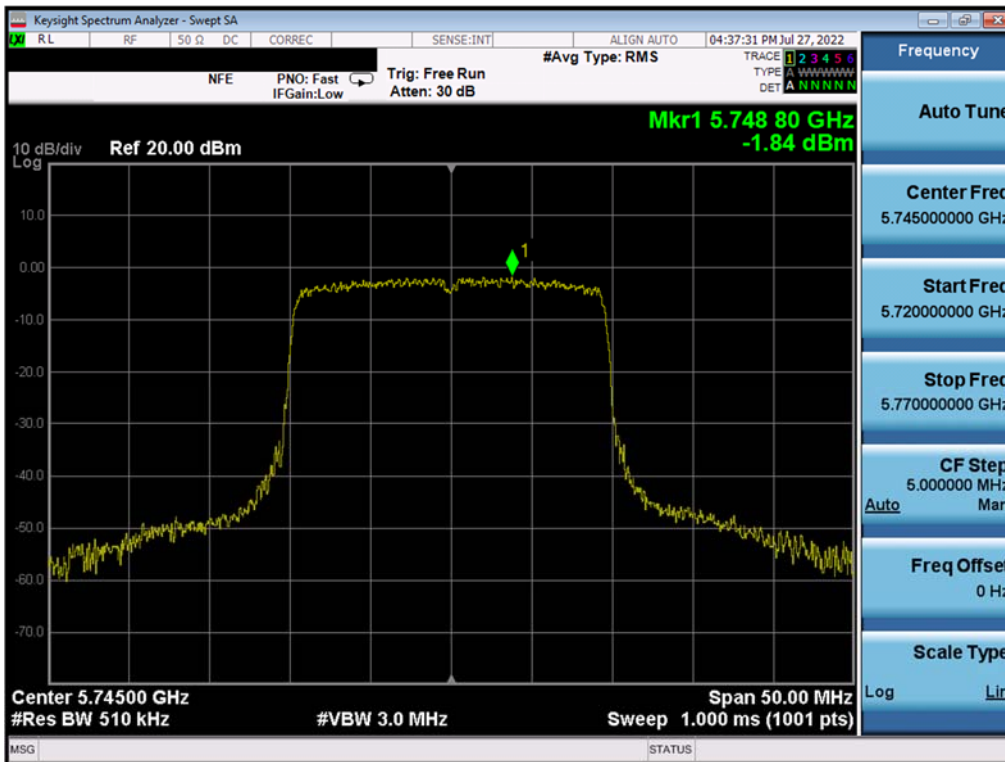 Keysight Spectrum Analyzer - Swept SA
LXI RL RF 50 Ω DC CORREC SENSE:INT ALIGN AUTO 04:37:31 PM Jul 27, 2022
#Avg Type: RMS TRACE 1 2 3 4 5 6
NFE PNO: Fast Trig: Free Run TYPE A WWWWW
IFGain:Low Atten: 30 dB DET A N N N N N
Mkr1 5.748 80 GHz
-1.84 dBm
10 dB/div Ref 20.00 dBm
Log
10.0
0.00
-10.0
-20.0
-30.0
-40.0
-50.0
-60.0
-70.0
1
Center 5.74500 GHz Span 50.00 MHz
#Res BW 510 kHz #VBW 3.0 MHz Sweep 1.000 ms (1001 pts)
MSG STATUS
Frequency
Auto Tune
Center Freq
5.745000000 GHz
Start Freq
5.720000000 GHz
Stop Freq
5.770000000 GHz
CF Step
5.000000 MHz
Auto Man
Freq Offset
0 Hz
Scale Type
Log Lin